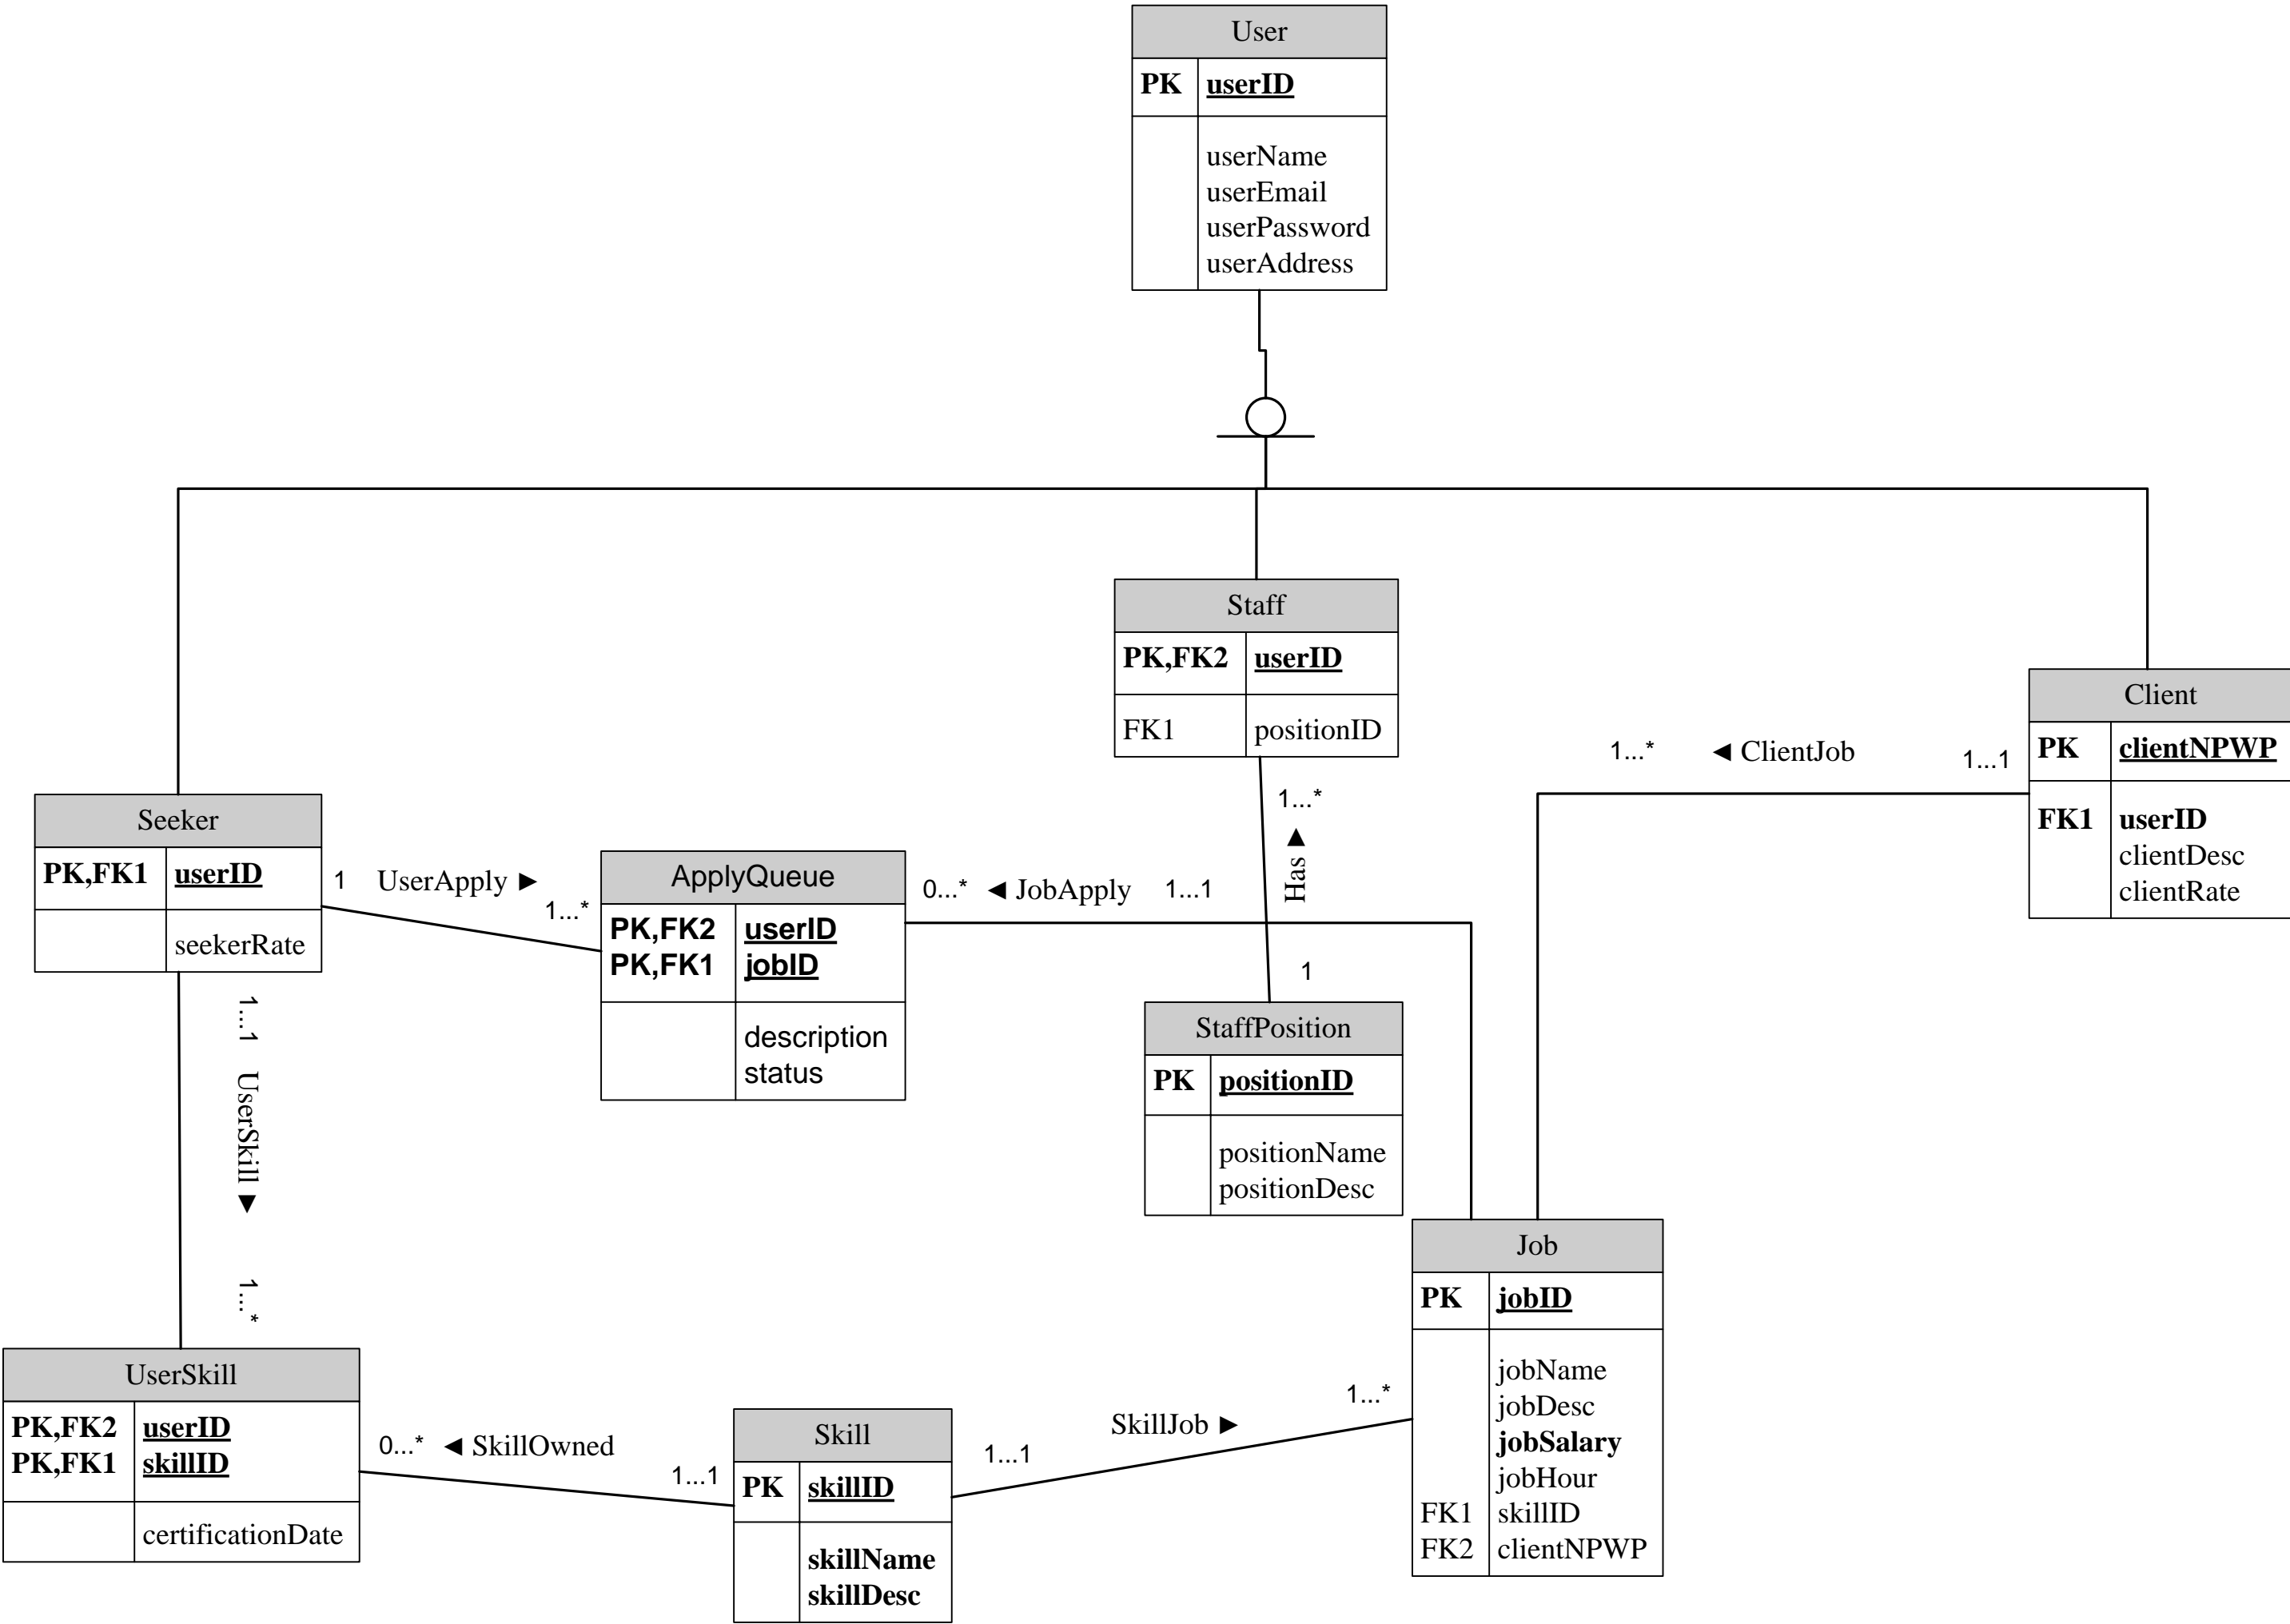 User
PK userID
userName
userEmail
userPassword
userAddress
Staff
PK,FK2 userID
FK1 positionID
Client
PK clientNPWP
FK1 userID
clientDesc
clientRate
1...* ◄ ClientJob 1...1
Seeker
PK,FK1 userID
seekerRate
1 UserApply ► 1...*
ApplyQueue
PK,FK2 userID
PK,FK1 jobID
description
status
0...* ◄ JobApply 1...1
1...*
Has ►
1
StaffPosition
PK positionID
positionName
positionDesc
1...1 UserSkill ► 1...*
Job
PK jobID
jobName
jobDesc
jobSalary
jobHour
FK1 skillID
FK2 clientNPWP
UserSkill
PK,FK2 userID
PK,FK1 skillID
certificationDate
0...* ◄ SkillOwned 1...1
Skill
PK skillID
skillName
skillDesc
1...1 SkillJob ► 1...*